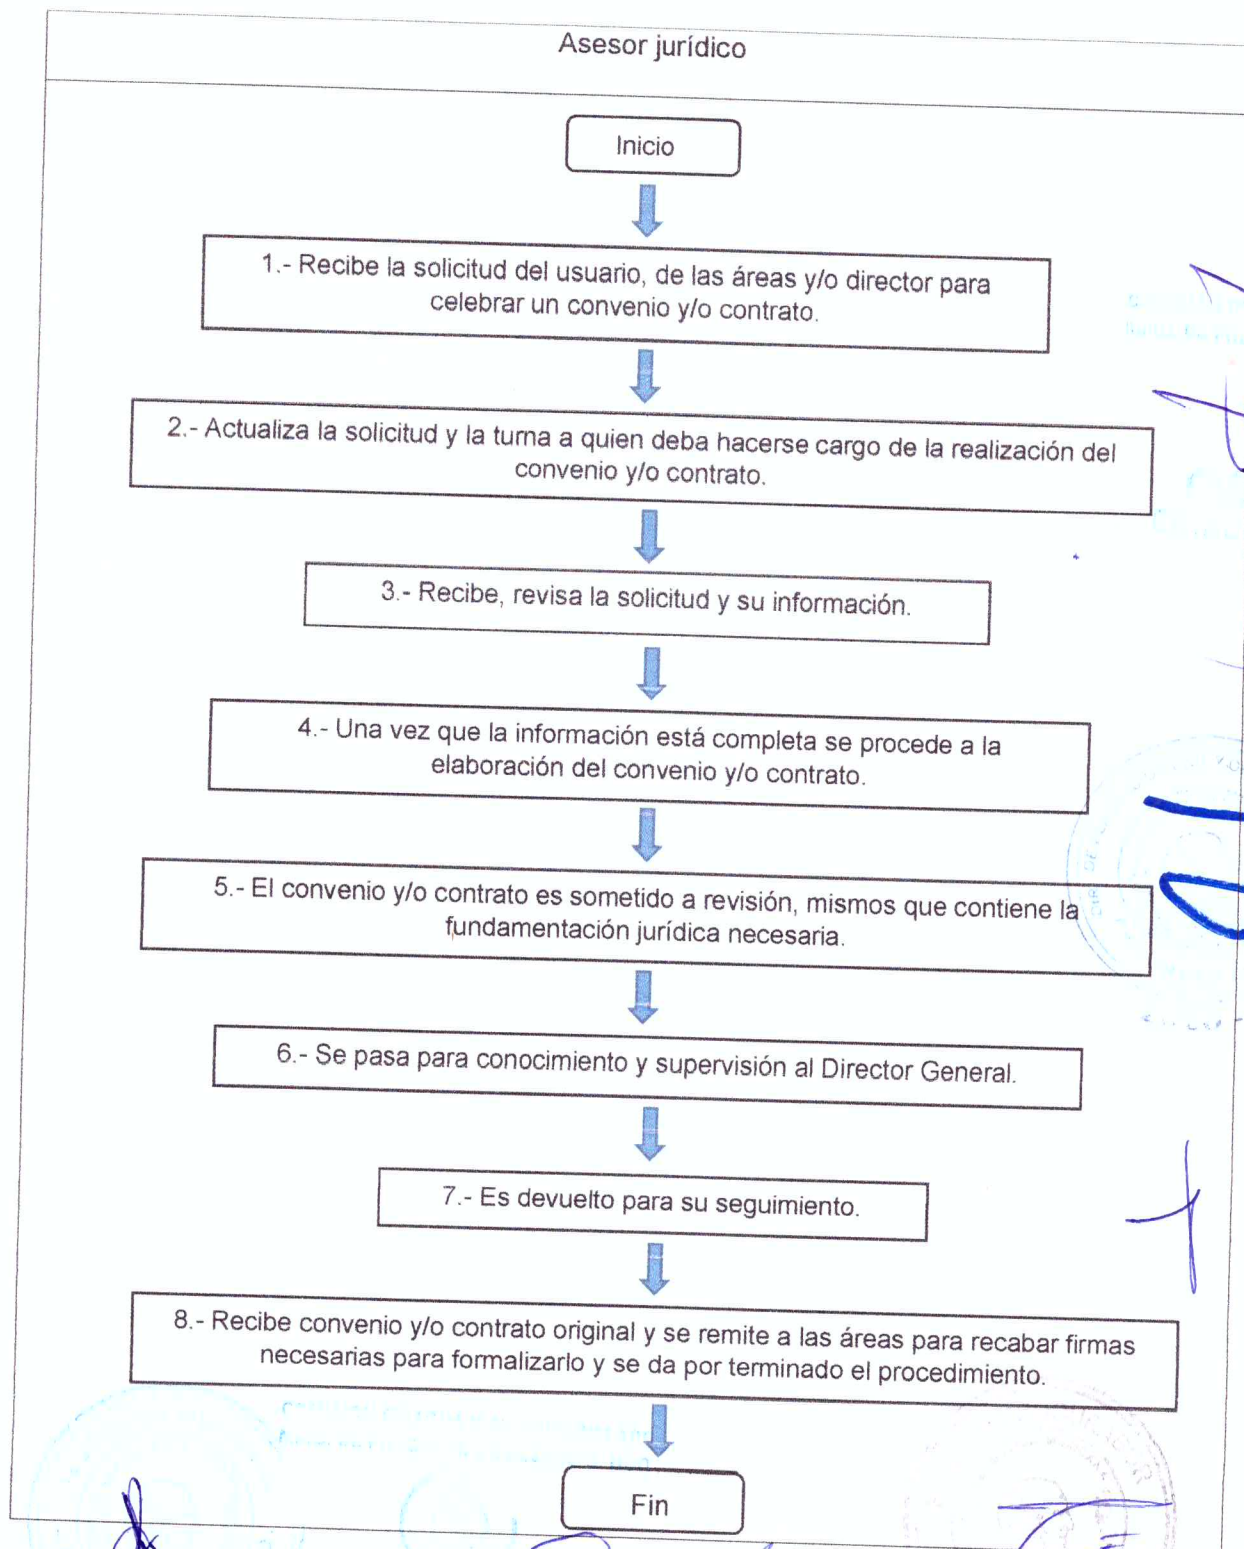 Asesor jurídico
Inicio
1.- Recibe la solicitud del usuario, de las áreas y/o director para
celebrar un convenio y/o contrato.
2.- Actualiza la solicitud y la turna a quien deba hacerse cargo de la realización del
convenio y/o contrato.
3.- Recibe, revisa la solicitud y su información.
4.- Una vez que la información está completa se procede a la
elaboración del convenio y/o contrato.
5.- El convenio y/o contrato es sometido a revisión, mismos que contiene la
fundamentación jurídica necesaria.
6.- Se pasa para conocimiento y supervisión al Director General.
7.- Es devuelto para su seguimiento.
8.- Recibe convenio y/o contrato original y se remite a las áreas para recabar firmas
necesarias para formalizarlo y se da por terminado el procedimiento.
Fin